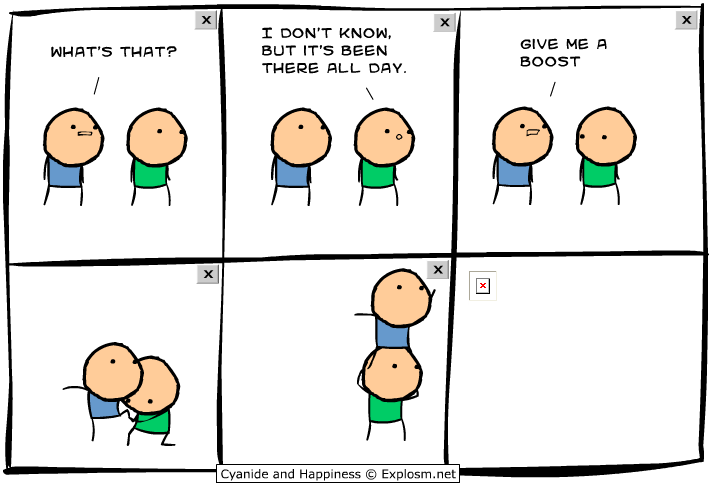 WHAT'S THAT?
I DON'T KNOW,
BUT IT'S BEEN
THERE ALL DAY.
GIVE ME A
BOOST
Cyanide and Happiness © Explosm.net